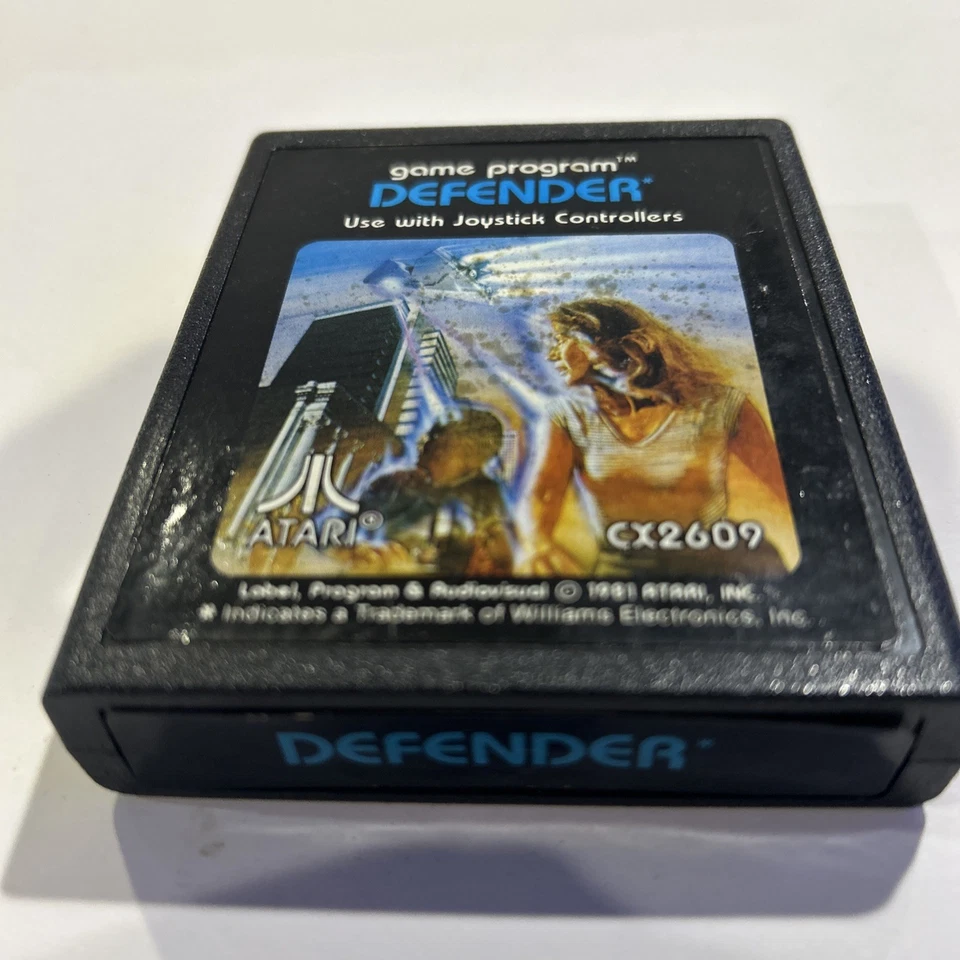 game program™
DEFENDER*
Use with Joystick Controllers
ATARI®
CX2609
Label, Program & Audiovisual © 1981 ATARI, INC.
* Indicates a Trademark of Williams Electronics, Inc.
DEFENDER*